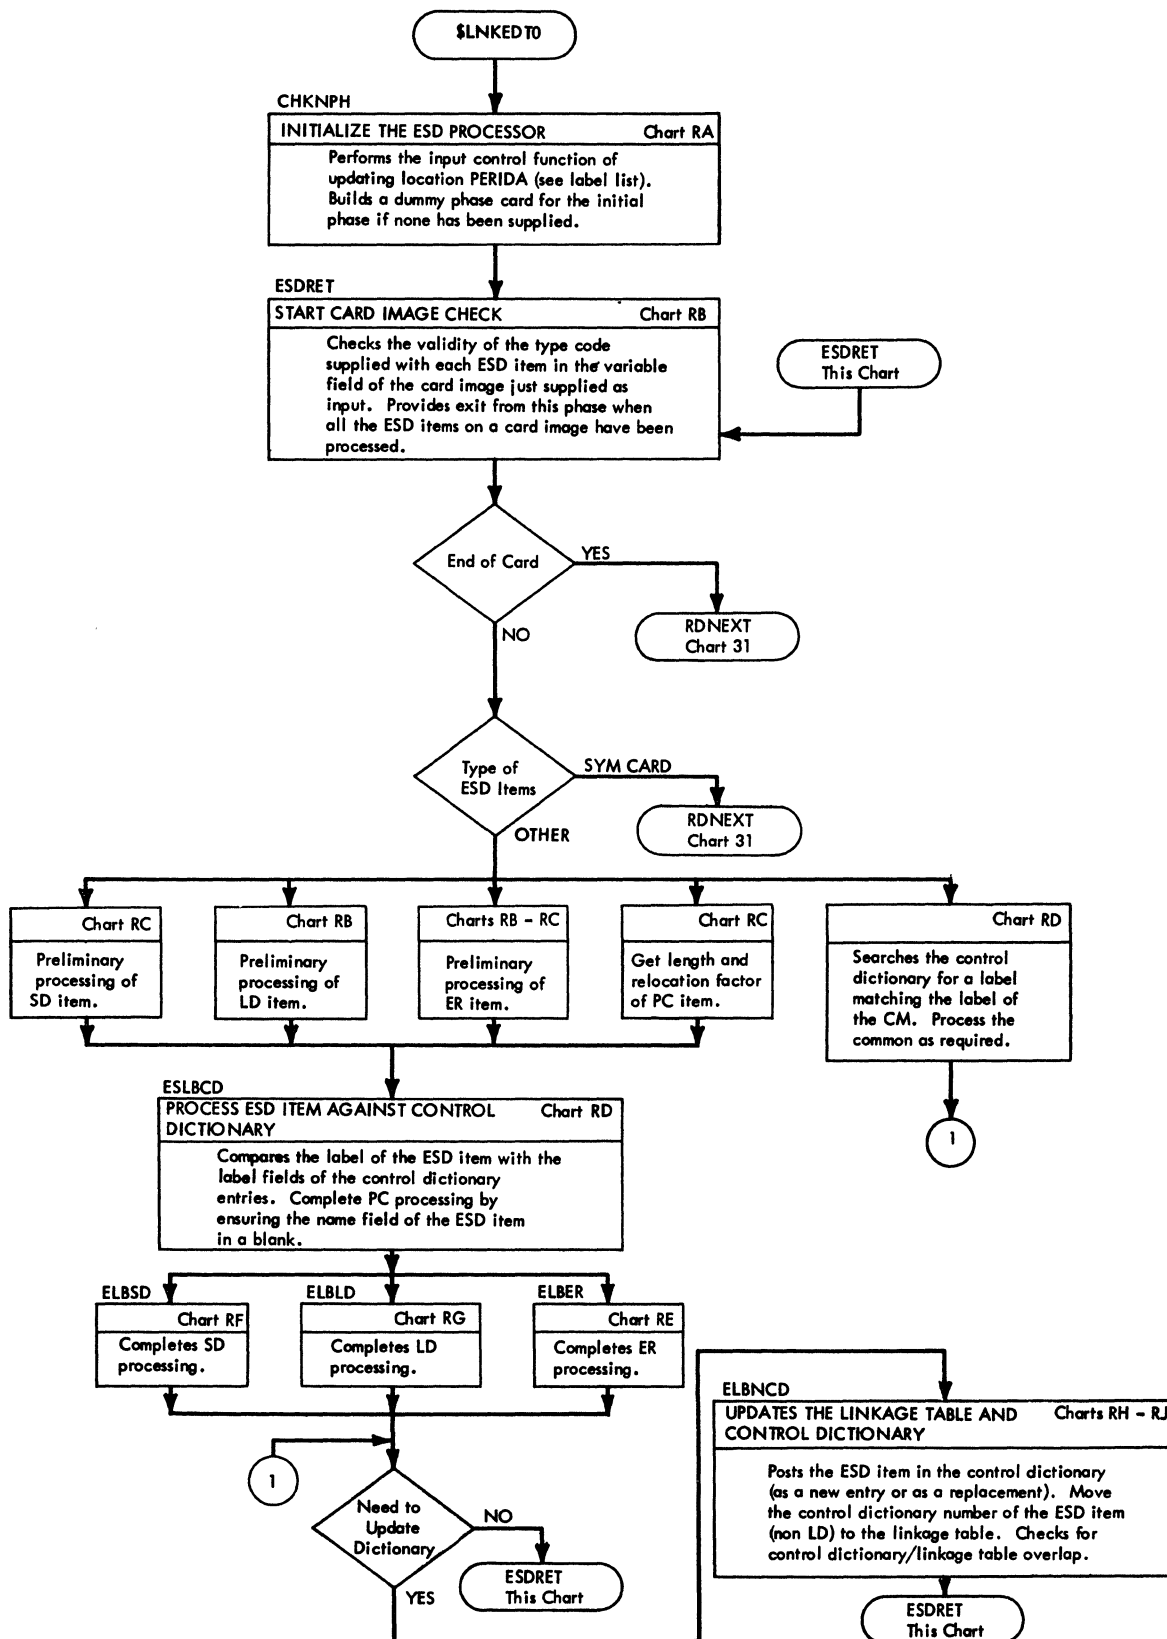 $LNKEDTO
CHKNPH
INITIALIZE THE ESD PROCESSOR Chart RA
Performs the input control function of
updating location PERIDA (see label list).
Builds a dummy phase card for the initial
phase if none has been supplied.
ESDRET
START CARD IMAGE CHECK Chart RB
Checks the validity of the type code
supplied with each ESD item in the variable
field of the card image just supplied as
input. Provides exit from this phase when
all the ESD items on a card image have been
processed.
ESDRET
This Chart
End of Card
YES
NO
RDNEXT
Chart 31
Type of
ESD Items
SYM CARD
OTHER
RDNEXT
Chart 31
Chart RC
Preliminary
processing of
SD item.
Chart RB
Preliminary
processing of
LD item.
Charts RB - RC
Preliminary
processing of
ER item.
Chart RC
Get length and
relocation factor
of PC item.
Chart RD
Searches the control
dictionary for a label
matching the label of
the CM. Process the
common as required.
1
ESLBCD
PROCESS ESD ITEM AGAINST CONTROL Chart RD
DICTIONARY
Compares the label of the ESD item with the
label fields of the control dictionary
entries. Complete PC processing by
ensuring the name field of the ESD item
in a blank.
ELBSD
Chart RF
Completes SD
processing.
ELBLD
Chart RG
Completes LD
processing.
ELBER
Chart RE
Completes ER
processing.
1
Need to
Update
Dictionary
NO
YES
ESDRET
This Chart
ELBNCD
UPDATES THE LINKAGE TABLE AND Charts RH - RJ
CONTROL DICTIONARY
Posts the ESD item in the control dictionary
(as a new entry or as a replacement). Move
the control dictionary number of the ESD item
(non LD) to the linkage table. Checks for
control dictionary/linkage table overlap.
ESDRET
This Chart